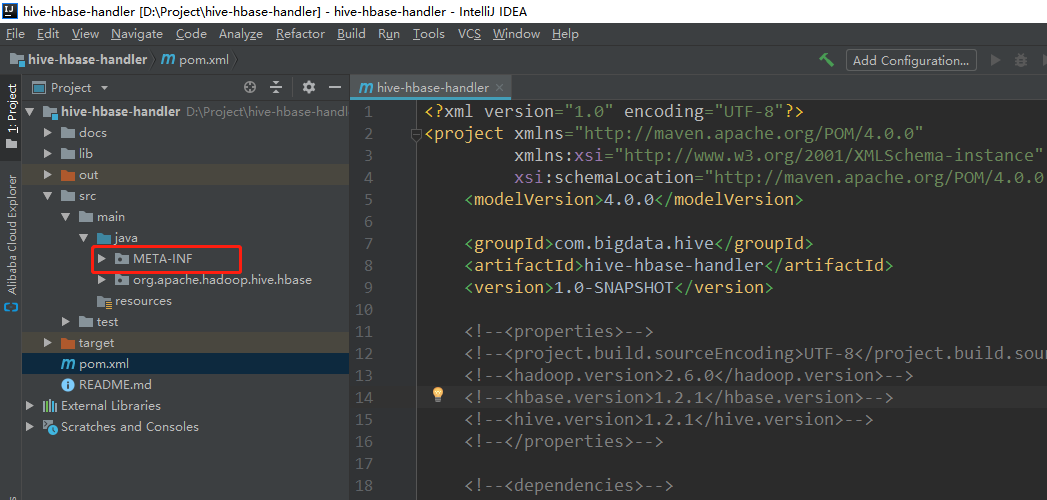 hive-hbase-handler [D:\Project\hive-hbase-handler] - hive-hbase-handler - IntelliJ IDEA
File Edit View Navigate Code Analyze Refactor Build Run Tools VCS Window Help
hive-hbase-handler pom.xml Add Configuration...
1: Project
Alibaba Cloud Explorer
Project
hive-hbase-handler D:\Project\hive-hbase-handl
docs
lib
out
src
main
java
META-INF
org.apache.hadoop.hive.hbase
resources
test
target
pom.xml
README.md
External Libraries
Scratches and Consoles
hive-hbase-handler
1 <?xml version="1.0" encoding="UTF-8"?>
2 <project xmlns="http://maven.apache.org/POM/4.0.0"
3 xmlns:xsi="http://www.w3.org/2001/XMLSchema-instance"
4 xsi:schemaLocation="http://maven.apache.org/POM/4.0.0
5 <modelVersion>4.0.0</modelVersion>
6
7 <groupId>com.bigdata.hive</groupId>
8 <artifactId>hive-hbase-handler</artifactId>
9 <version>1.0-SNAPSHOT</version>
10
11 <!--<properties>-->
12 <!--<project.build.sourceEncoding>UTF-8</project.build.sou
13 <!--<hadoop.version>2.6.0</hadoop.version>-->
14 <!--<hbase.version>1.2.1</hbase.version>-->
15 <!--<hive.version>1.2.1</hive.version>-->
16 <!--</properties>-->
17
18 <!--<dependencies>-->